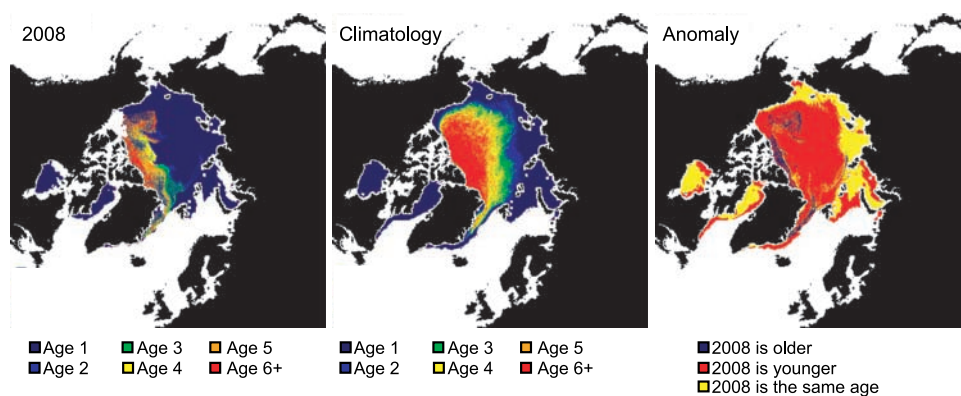 2008
Climatology
Anomaly
Age 1 Age 3 Age 5
Age 2 Age 4 Age 6+
Age 1 Age 3 Age 5
Age 2 Age 4 Age 6+
2008 is older
2008 is younger
2008 is the same age